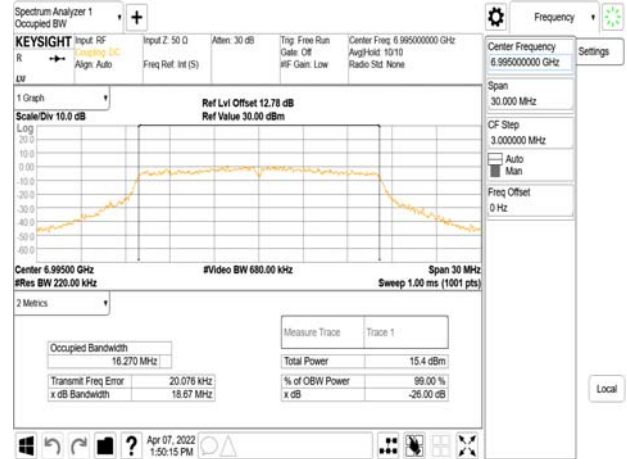 Spectrum Analyzer 1
Occupied BW
+
Frequency
KEYSIGHT
Input: RF
Coupling: DC
Align: Auto
Input Z: 50 Ω
Freq Ref: Int (S)
Atten: 30 dB
Trig: Free Run
Gate: Off
#IF Gain: Low
Center Freq: 6.995000000 GHz
Avg|Hold: 10/10
Radio Std: None
R
LXI
Center Frequency
6.995000000 GHz
Settings
Span
30.000 MHz
CF Step
3.000000 MHz
Auto
Man
Freq Offset
0 Hz
Local
1 Graph
Scale/Div 10.0 dB
Ref Lvl Offset 12.78 dB
Ref Value 30.00 dBm
Log
20.0
10.0
0.00
-10.0
-20.0
-30.0
-40.0
-50.0
-60.0
Center 6.99500 GHz
#Res BW 220.00 kHz
#Video BW 680.00 kHz
Span 30 MHz
Sweep 1.00 ms (1001 pts)
2 Metrics
Measure Trace
Trace 1
Occupied Bandwidth
16.270 MHz
Total Power
15.4 dBm
Transmit Freq Error
20.076 kHz
% of OBW Power
99.00 %
x dB Bandwidth
18.67 MHz
x dB
-26.00 dB
?
Apr 07, 2022
1:50:15 PM